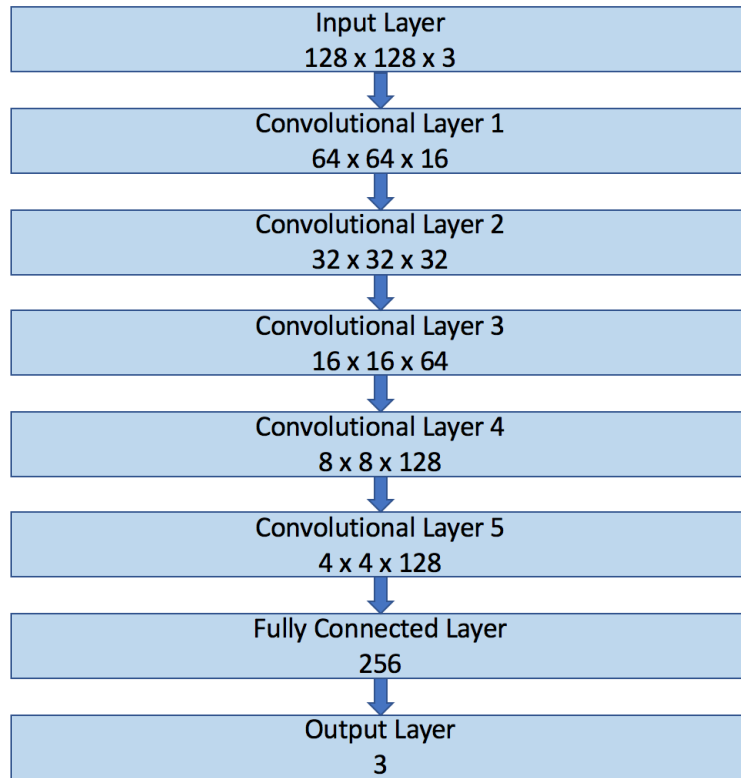 Input Layer
128 x 128 x 3
Convolutional Layer 1
64 x 64 x 16
Convolutional Layer 2
32 x 32 x 32
Convolutional Layer 3
16 x 16 x 64
Convolutional Layer 4
8 x 8 x 128
Convolutional Layer 5
4 x 4 x 128
Fully Connected Layer
256
Output Layer
3